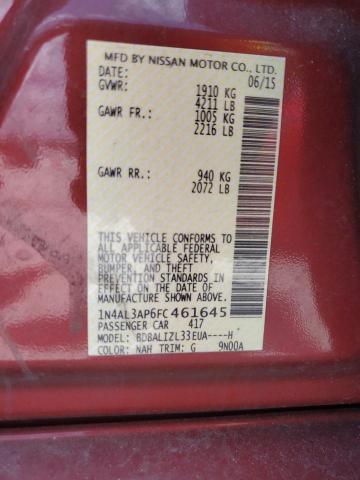 MFD BY NISSAN MOTOR CO., LTD.
DATE: 06/15
GVWR: 1910 KG
4211 LB
GAWR FR.: 1005 KG
2216 LB
GAWR RR.: 940 KG
2072 LB
THIS VEHICLE CONFORMS TO
ALL APPLICABLE FEDERAL
MOTOR VEHICLE SAFETY,
BUMPER, AND THEFT
PREVENTION STANDARDS IN
EFFECT ON THE DATE OF
MANUFACTURE SHOWN ABOVE.
1N4AL3AP6FC461645
PASSENGER CAR 417
MODEL: BDBALIZL33EUA----H
COLOR: NAH TRIM: G 9N00A